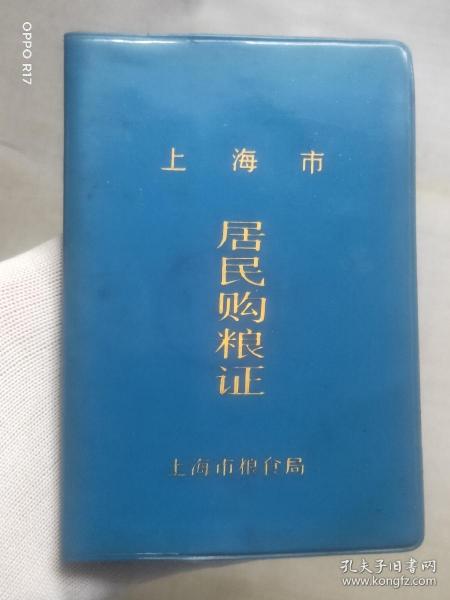 OPPO R17
上海市
居民购粮证
上海市粮食局
孔夫子旧书网
www.kongfz.com